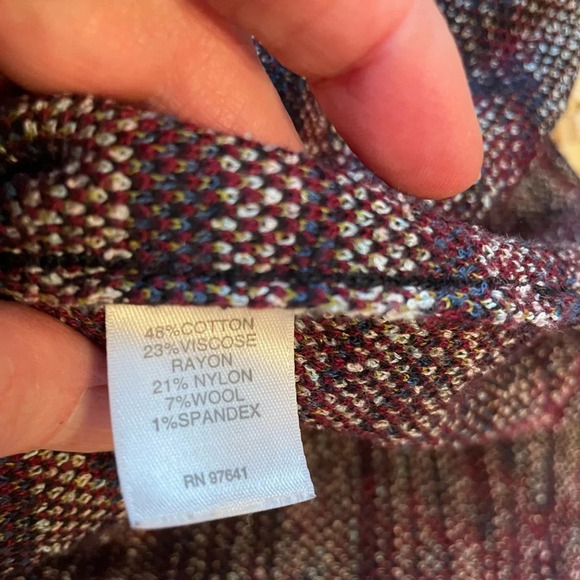 48%COTTON
23%VISCOSE
RAYON
21% NYLON
7%WOOL
1%SPANDEX
RN 97641